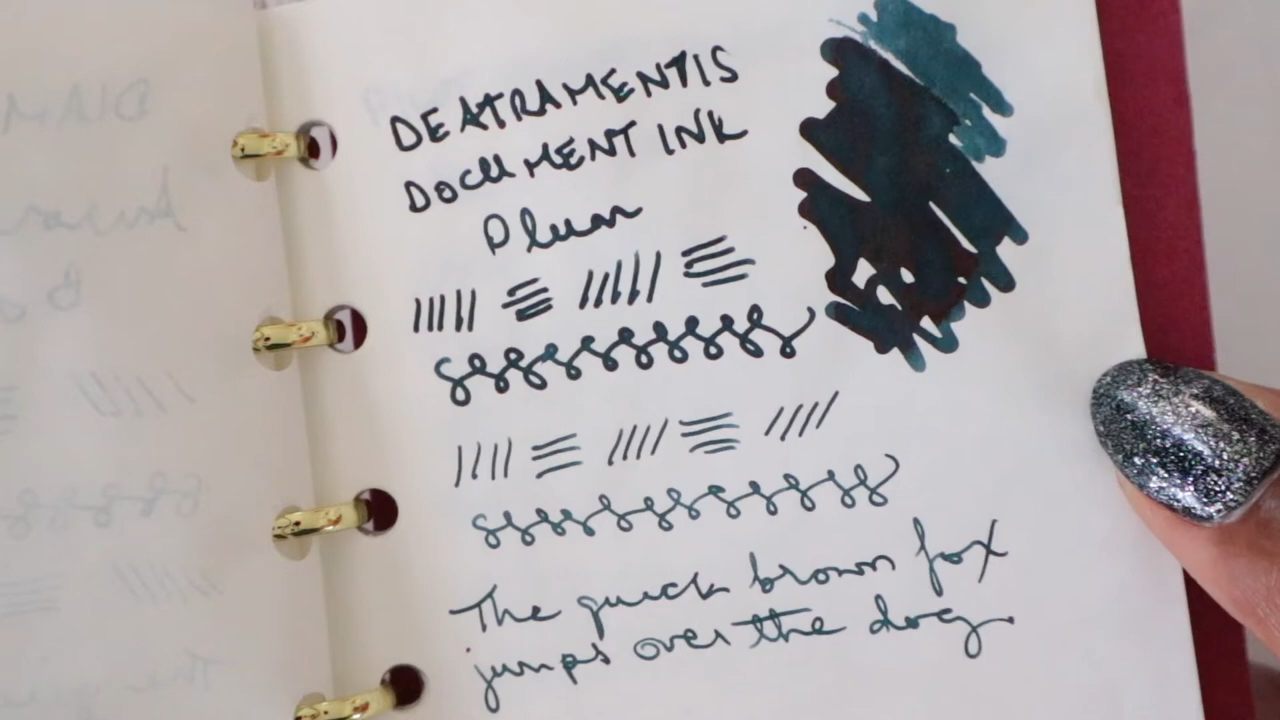 DEATRAMENTIS
DOCUMENT INK
Plum
The quick brown fox
jumps over the dog.